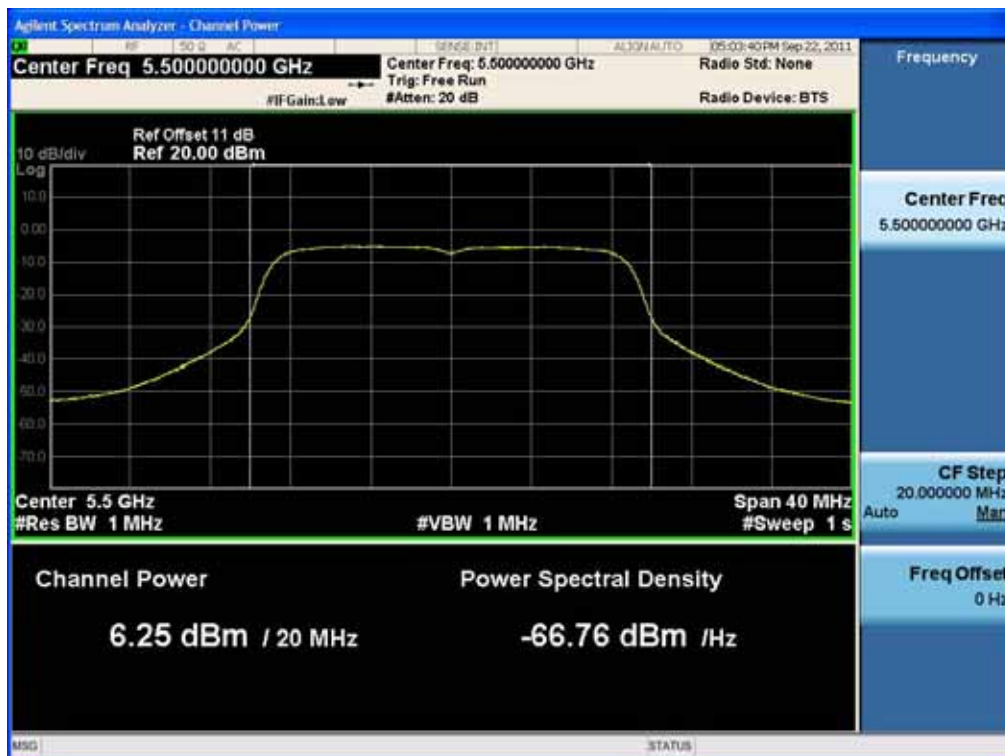 Agilent Spectrum Analyzer - Channel Power
RF 50 Ω AC SENSE:INT ALIGNAUTO 05:03:40PM Sep 22, 2011
Center Freq 5.500000000 GHz
Center Freq: 5.500000000 GHz
Radio Std: None
Trig: Free Run
#IFGain:Low
#Atten: 20 dB
Radio Device: BTS
Ref Offset 11 dB
10 dB/div Ref 20.00 dBm
Log
10.0
0.00
-10.0
-20.0
-30.0
-40.0
-50.0
-60.0
-70.0
Center 5.5 GHz
Span 40 MHz
#Res BW 1 MHz
#VBW 1 MHz
#Sweep 1 s
Channel Power
Power Spectral Density
6.25 dBm / 20 MHz
-66.76 dBm /Hz
MSG
STATUS
Frequency
Center Freq
5.500000000 GHz
CF Step
20.000000 MHz
Auto Man
Freq Offset
0 Hz